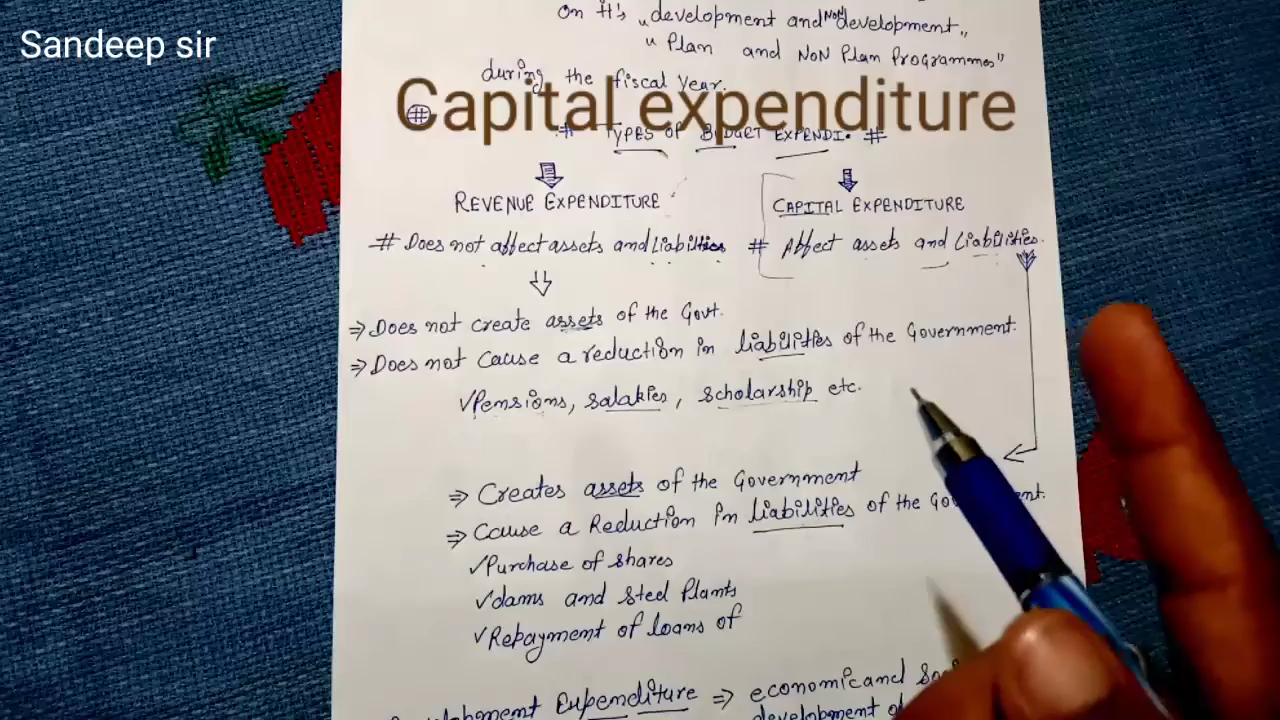 Sandeep sir
on it's "development and NON development"
" Plan and NON Plan Programmes"
during the fiscal year.
Capital expenditure
# TYPES OF BUDGET EXPENDI. #
REVENUE EXPENDITURE
CAPITAL EXPENDITURE
# Does not affect assets and liabilities
# Affect assets and liabilities.
⇒ Does not create assets of the Govt.
⇒ Does not cause a reduction in liabilities of the Government.
✓Pensions, salaries, scholarship etc.
⇒ Creates assets of the Government
⇒ Cause a Reduction in liabilities of the
✓Purchase of shares
✓dams and steel Plants
✓Repayment of loans of
Expenditure ⇒ economic and
development of